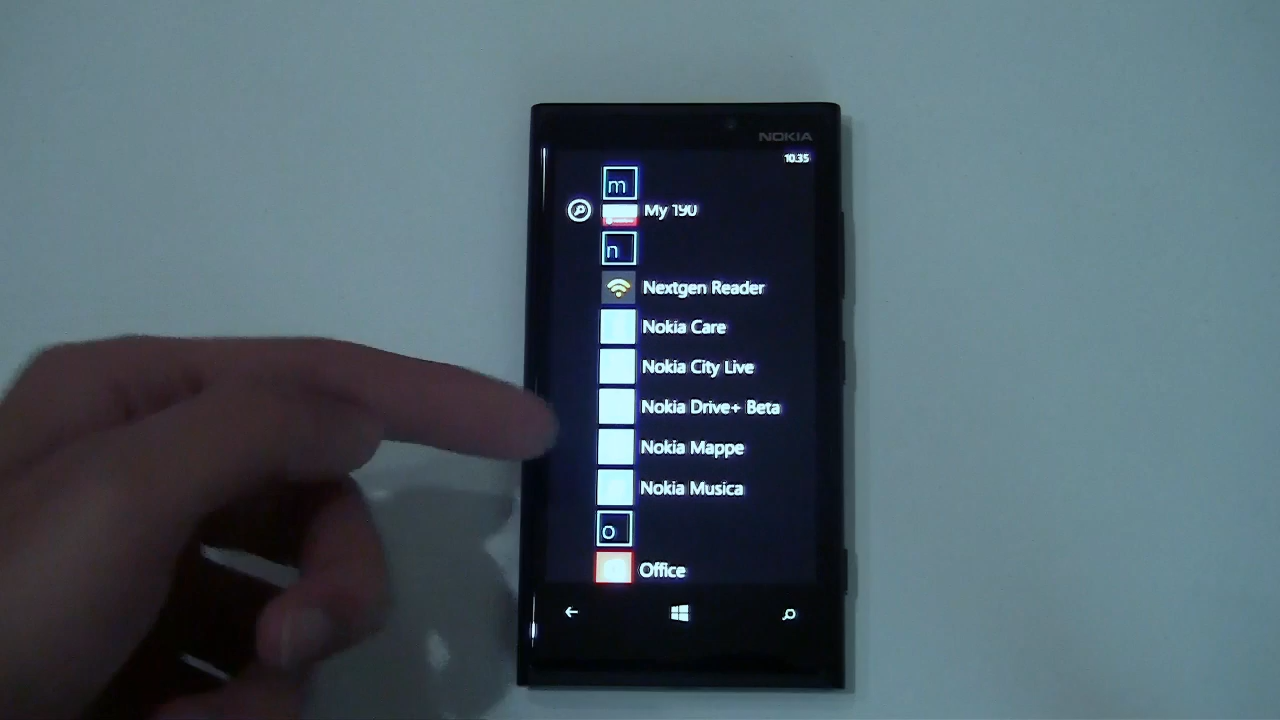 NOKIA
10.35
m
My 190
n
Nextgen Reader
Nokia Care
Nokia City Live
Nokia Drive+ Beta
Nokia Mappe
Nokia Musica
o
Office